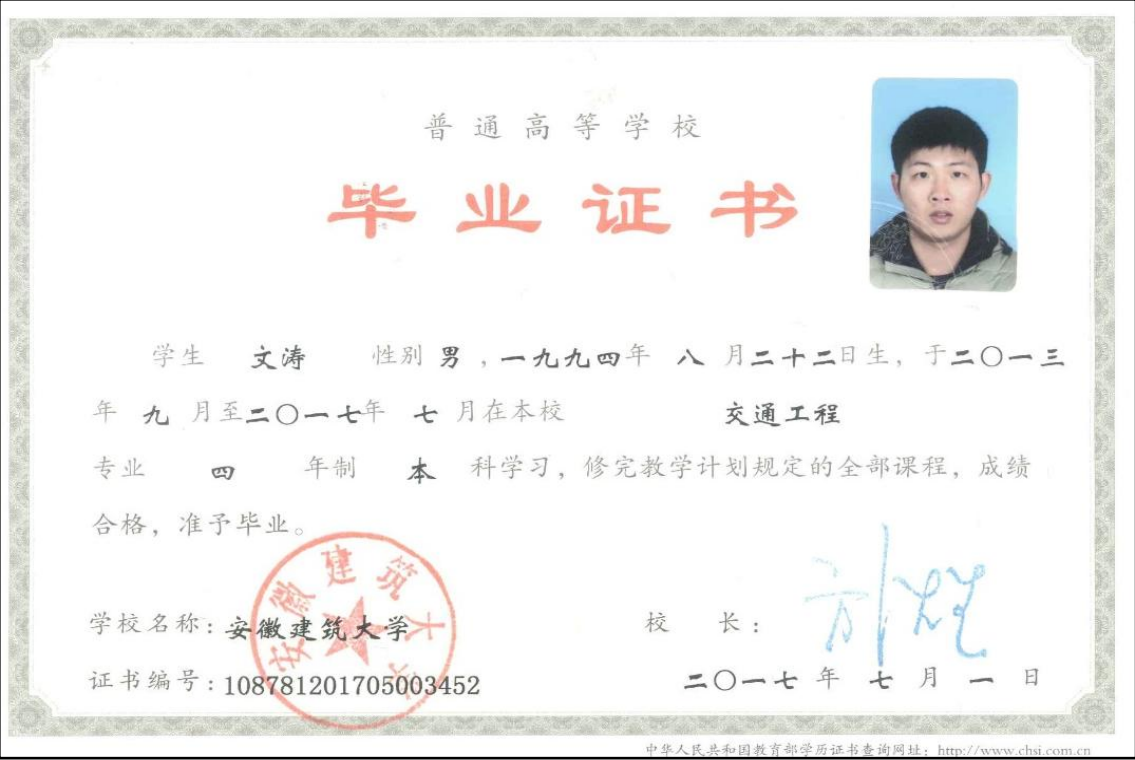 普通高等学校
毕业证书
学生 文涛 性别 男 ，一九九四年 八 月二十二日生，于二〇一三
年 九 月至二〇一七年 七 月在本校 交通工程
专业 四 年制 本 科学习，修完教学计划规定的全部课程，成绩
合格，准予毕业。
安徽建筑大学
学校名称：安徽建筑大学 校 长：
证书编号：108781201705003452 二〇一七 年 七 月 一 日
中华人民共和国教育部学历证书查询网址：http://www.chsi.com.cn